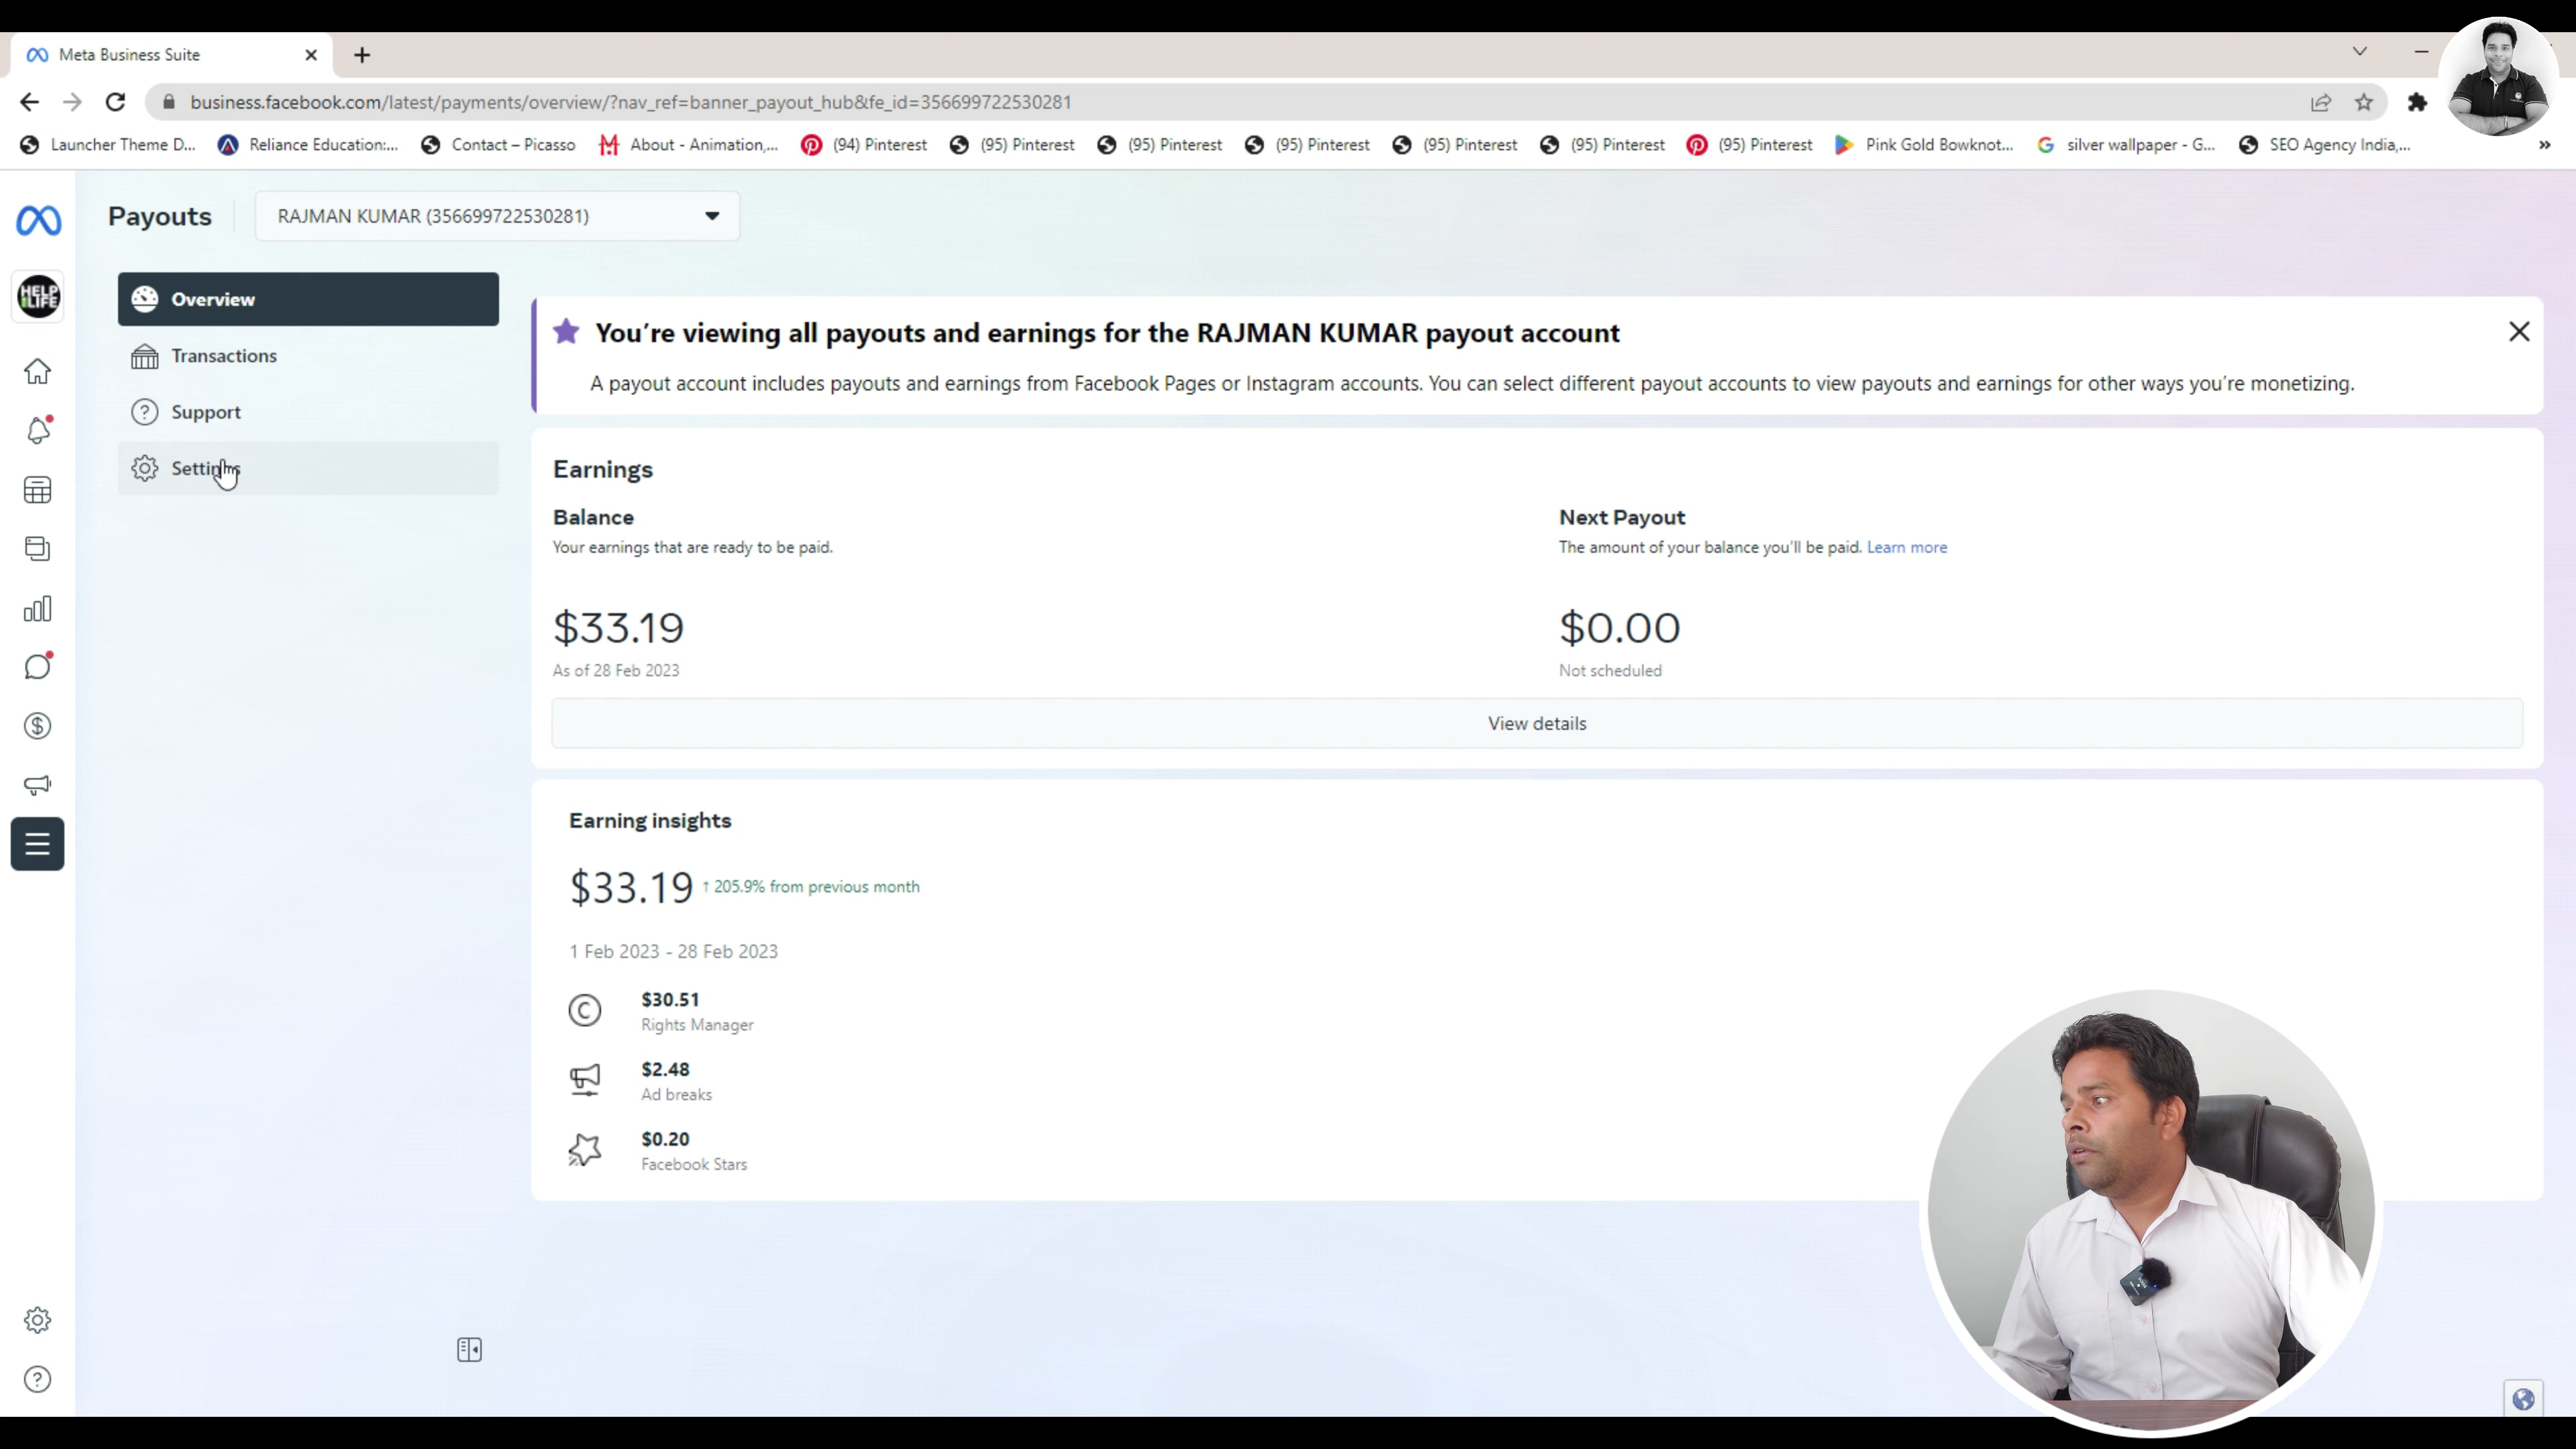 Meta Business Suite
business.facebook.com/latest/payments/overview/?nav_ref=banner_payout_hub&fe_id=356699722530281
Launcher Theme D... Reliance Education:... Contact – Picasso About - Animation,... (94) Pinterest (95) Pinterest (95) Pinterest (95) Pinterest (95) Pinterest (95) Pinterest (95) Pinterest Pink Gold Bowknot... silver wallpaper - G... SEO Agency India,... »
Payouts
RAJMAN KUMAR (356699722530281)
HELP
LIFE
Overview
Transactions
Support
Settings
You’re viewing all payouts and earnings for the RAJMAN KUMAR payout account
A payout account includes payouts and earnings from Facebook Pages or Instagram accounts. You can select different payout accounts to view payouts and earnings for other ways you’re monetizing.
Earnings
Balance
Your earnings that are ready to be paid.
$33.19
As of 28 Feb 2023
Next Payout
The amount of your balance you’ll be paid. Learn more
$0.00
Not scheduled
View details
Earning insights
$33.19 ↑ 205.9% from previous month
1 Feb 2023 - 28 Feb 2023
$30.51
Rights Manager
$2.48
Ad breaks
$0.20
Facebook Stars